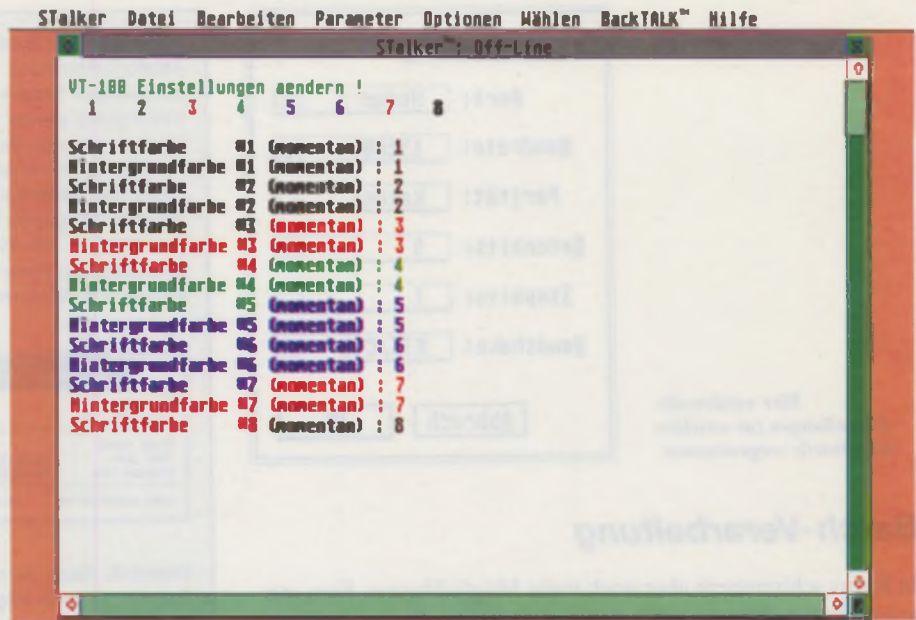 STalker Datei Bearbeiten Parameter Optionen Wählen BackTALK™ Hilfe
STalker™: Off-Line
VT-100 Einstellungen aendern !
1 2 3 4 5 6 7 8
Schriftfarbe #1 (momentan) : 1
Hintergrundfarbe #1 (momentan) : 1
Schriftfarbe #2 (momentan) : 2
Hintergrundfarbe #2 (momentan) : 2
Schriftfarbe #3 (momentan) : 3
Hintergrundfarbe #3 (momentan) : 3
Schriftfarbe #4 (momentan) : 4
Hintergrundfarbe #4 (momentan) : 4
Schriftfarbe #5 (momentan) : 5
Hintergrundfarbe #5 (momentan) : 5
Schriftfarbe #6 (momentan) : 6
Hintergrundfarbe #6 (momentan) : 6
Schriftfarbe #7 (momentan) : 7
Hintergrundfarbe #7 (momentan) : 7
Schriftfarbe #8 (momentan) : 8